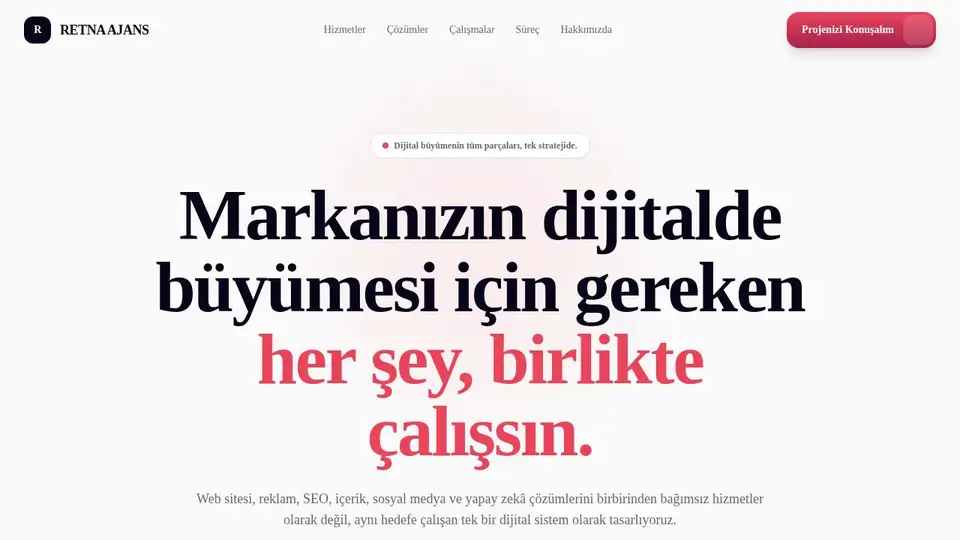 R
RETNA AJANS
Hizmetler
Çözümler
Çalışmalar
Süreç
Hakkımızda
Projenizi Konuşalım
Dijital büyümenin tüm parçaları, tek stratejide.
Markanızın dijitalde
büyümesi için gereken
her şey, birlikte
çalışsın.
Web sitesi, reklam, SEO, içerik, sosyal medya ve yapay zekâ çözümlerini birbirinden bağımsız hizmetler
olarak değil, aynı hedefe çalışan tek bir dijital sistem olarak tasarlıyoruz.